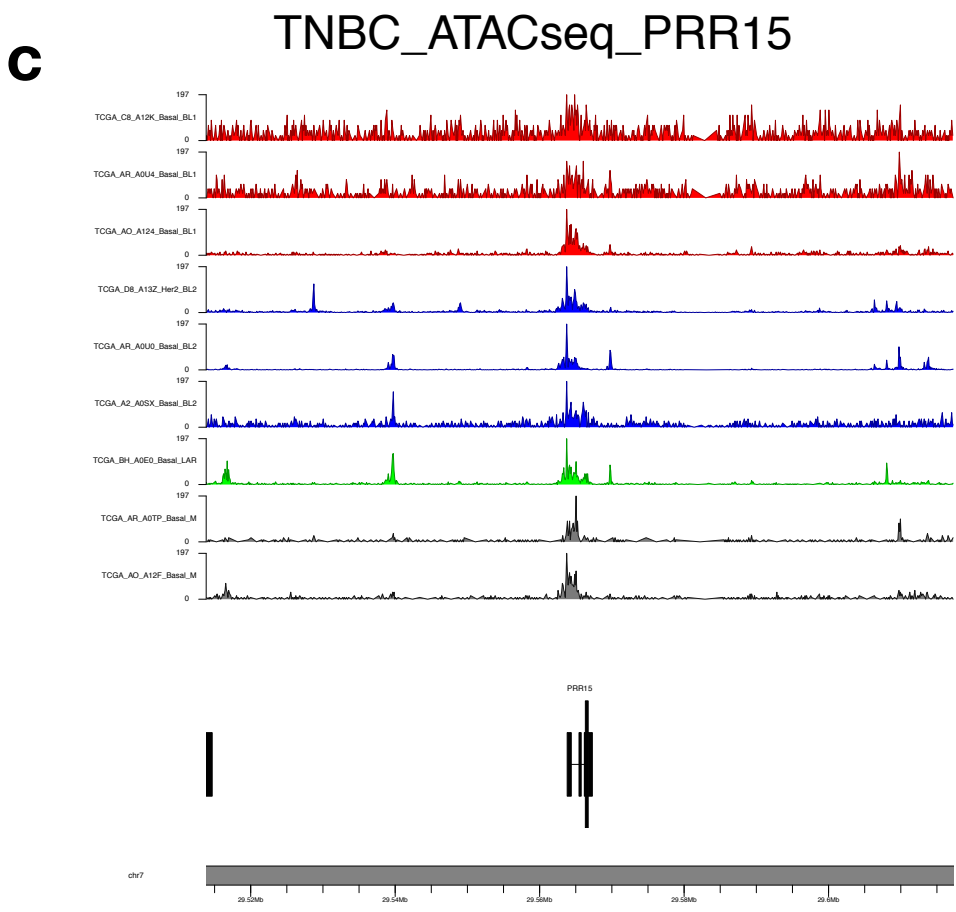 TNBC_ATACseq_PRR15
c
197
TCGA_C8_A12K_Basal_BL1
0
197
TCGA_AR_A0U4_Basal_BL1
0
197
TCGA_AO_A124_Basal_BL1
0
197
TCGA_D8_A13Z_Her2_BL2
0
197
TCGA_AR_A0U0_Basal_BL2
0
197
TCGA_A2_A0SX_Basal_BL2
0
197
TCGA_BH_A0E0_Basal_LAR
0
197
TCGA_AR_A0TP_Basal_M
0
197
TCGA_AO_A12F_Basal_M
0
PRR15
chr7
29.52Mb 29.54Mb 29.56Mb 29.58Mb 29.6Mb